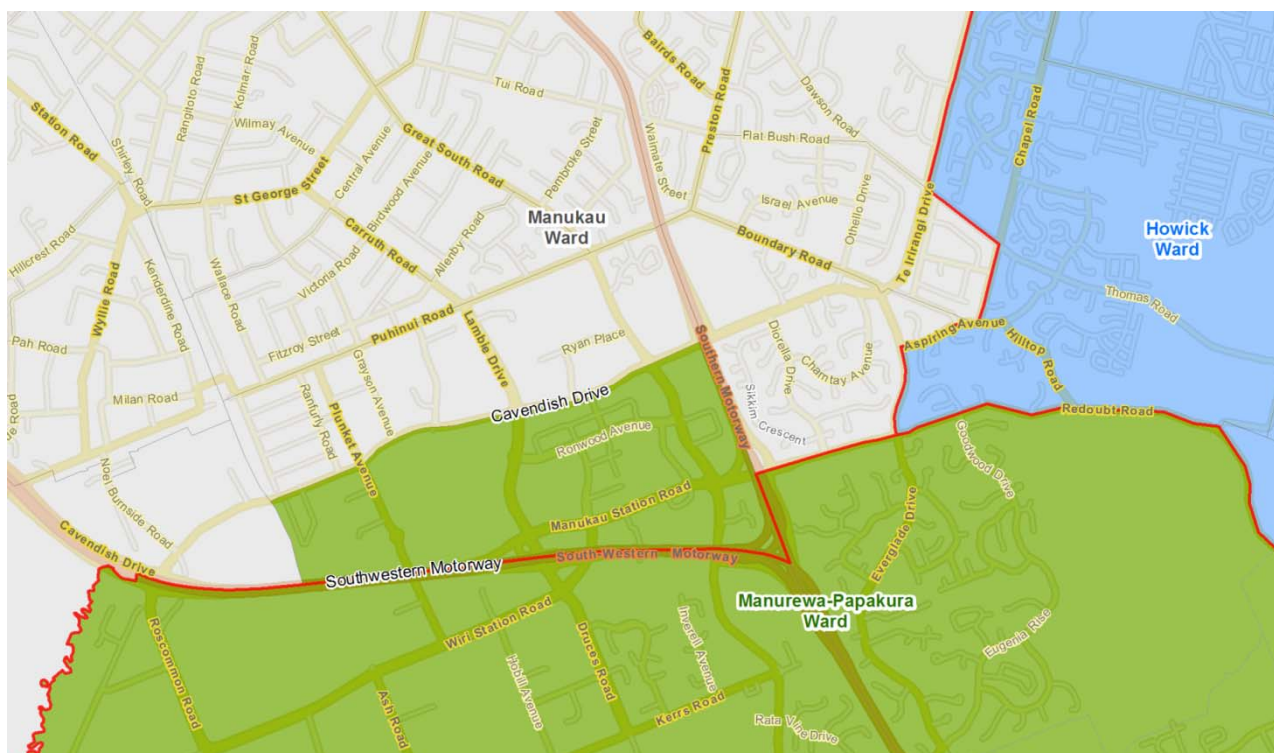 Bairds Road
Preston Road
Dawson Road
Chapel Road
Rangitoto Road
Kolmar Road
Tui Road
Station Road
Shirley Road
Wilmay Avenue
Great South Road
Pembroke Street
Waimate Street
Flat Bush Road
St George Street
Central Avenue
Birdwood Avenue
Israel Avenue
Othello Drive
Te Irirangi Drive
Manukau
Ward
Howick
Ward
Hillcrest Road
Wallace Road
Carruth Road
Allenby Road
Boundary Road
Kenderdine Road
Victoria Road
Wyllie Road
Puhinui Road
Thomas Road
Lambie Drive
Fitzroy Street
Ryan Place
Southern Motorway
Diorella Drive
Charntay Avenue
Aspiring Avenue
Hilltop Road
Pah Road
Grayson Avenue
Milan Road
Ranfurly Road
Plunket Avenue
Cavendish Drive
Sikkim Crescent
Redoubt Road
Ronwood Avenue
Goodwood Drive
Noel Burnside Road
Manukau Station Road
Everglade Drive
Cavendish Drive
Southwestern Motorway
South-Western Motorway
Manurewa-Papakura
Ward
Roscommon Road
Wiri Station Road
Druces Road
Inverell Avenue
Eugenia Rise
Hobill Avenue
Ash Road
Kerrs Road
Rata Vine Drive